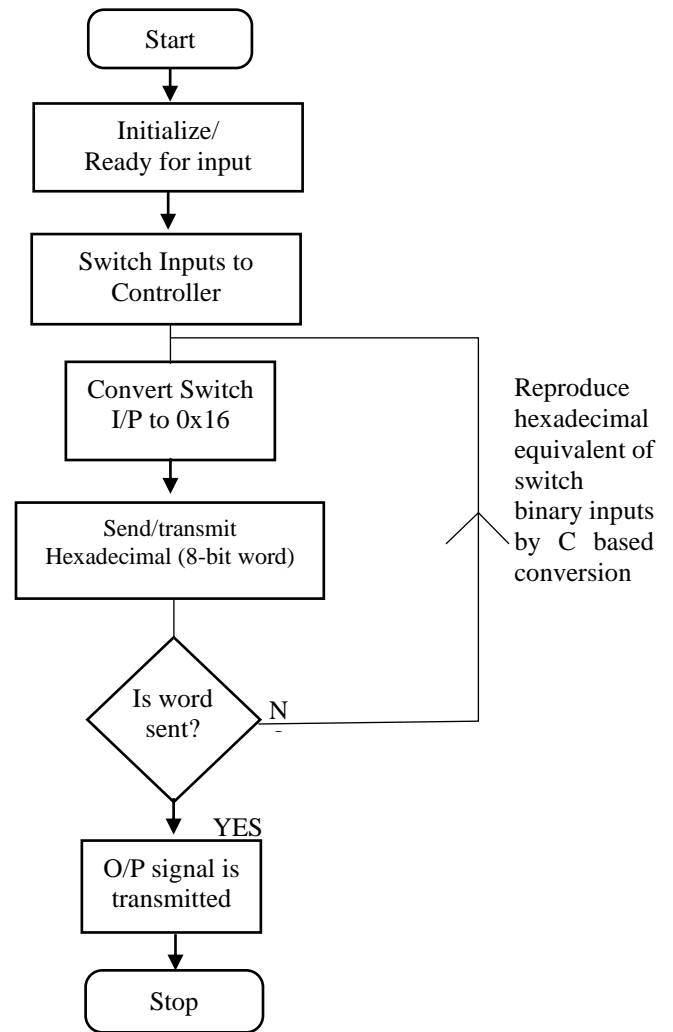 Start
Initialize/
Ready for input
Switch Inputs to
Controller
Convert Switch
I/P to 0x16
Reproduce
hexadecimal
equivalent of
switch
binary inputs
by C based
conversion
Send/transmit
Hexadecimal (8-bit word)
Is word
sent?
N
YES
O/P signal is
transmitted
Stop